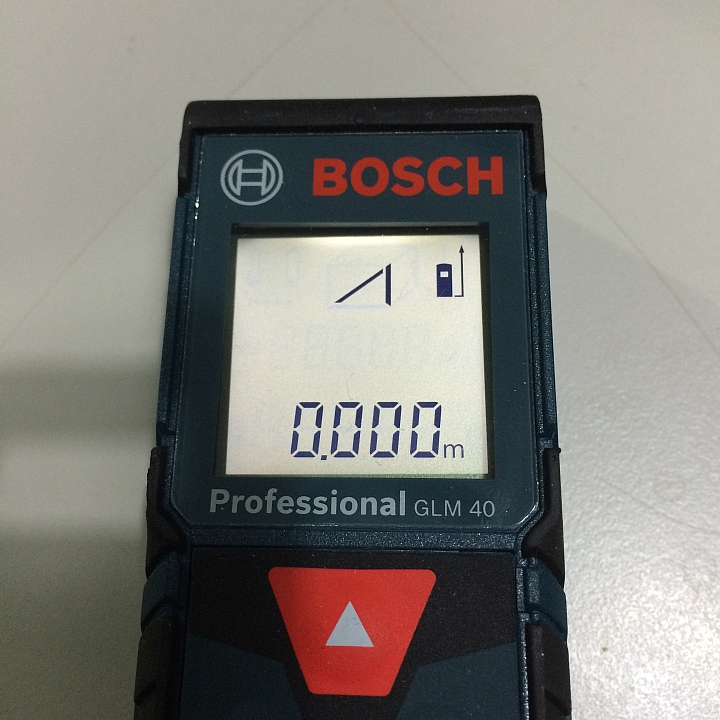 BOSCH
0.000m
Professional GLM 40